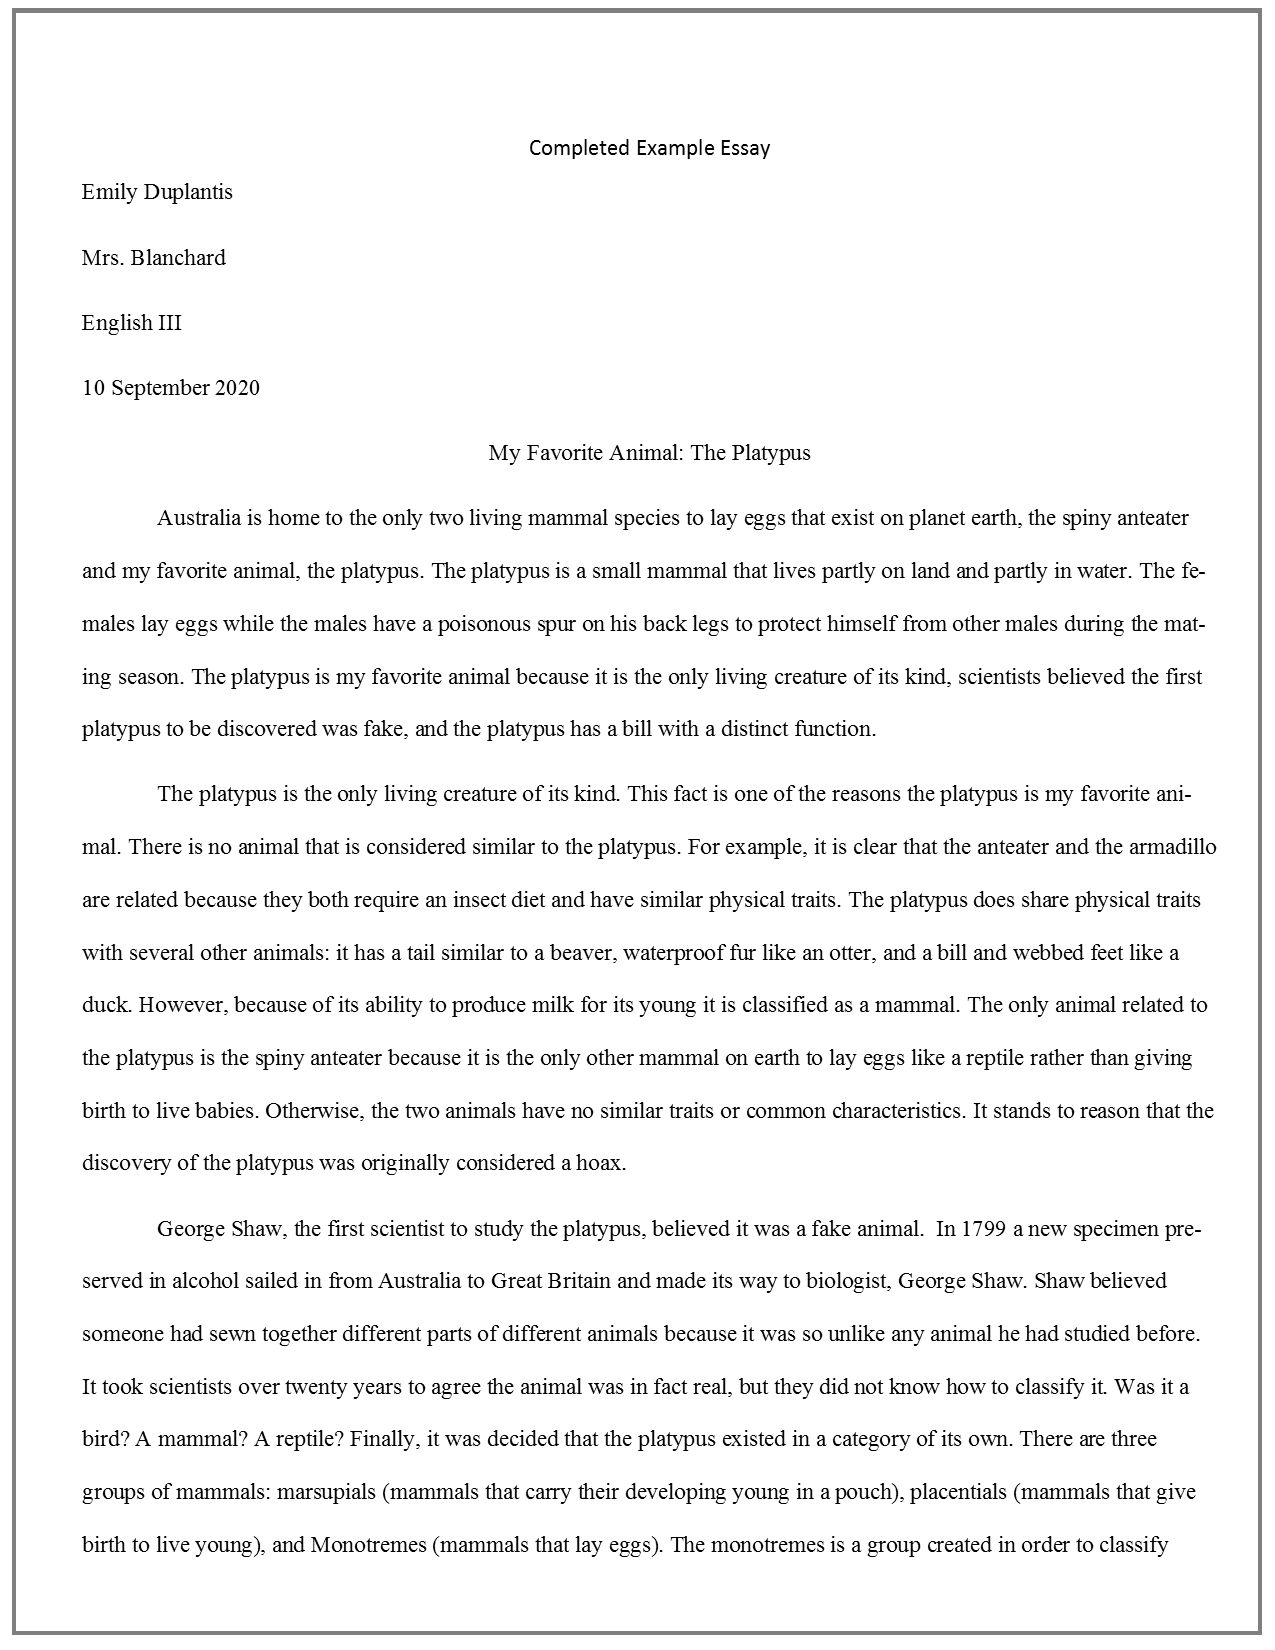 Completed Example Essay
Emily Duplantis
Mrs. Blanchard
English III
10 September 2020
My Favorite Animal: The Platypus
Australia is home to the only two living mammal species to lay eggs that exist on planet earth, the spiny anteater
and my favorite animal, the platypus. The platypus is a small mammal that lives partly on land and partly in water. The fe-
males lay eggs while the males have a poisonous spur on his back legs to protect himself from other males during the mat-
ing season. The platypus is my favorite animal because it is the only living creature of its kind, scientists believed the first
platypus to be discovered was fake, and the platypus has a bill with a distinct function.
The platypus is the only living creature of its kind. This fact is one of the reasons the platypus is my favorite ani-
mal. There is no animal that is considered similar to the platypus. For example, it is clear that the anteater and the armadillo
are related because they both require an insect diet and have similar physical traits. The platypus does share physical traits
with several other animals: it has a tail similar to a beaver, waterproof fur like an otter, and a bill and webbed feet like a
duck. However, because of its ability to produce milk for its young it is classified as a mammal. The only animal related to
the platypus is the spiny anteater because it is the only other mammal on earth to lay eggs like a reptile rather than giving
birth to live babies. Otherwise, the two animals have no similar traits or common characteristics. It stands to reason that the
discovery of the platypus was originally considered a hoax.
George Shaw, the first scientist to study the platypus, believed it was a fake animal.  In 1799 a new specimen pre-
served in alcohol sailed in from Australia to Great Britain and made its way to biologist, George Shaw. Shaw believed
someone had sewn together different parts of different animals because it was so unlike any animal he had studied before.
It took scientists over twenty years to agree the animal was in fact real, but they did not know how to classify it. Was it a
bird? A mammal? A reptile? Finally, it was decided that the platypus existed in a category of its own. There are three
groups of mammals: marsupials (mammals that carry their developing young in a pouch), placentials (mammals that give
birth to live young), and Monotremes (mammals that lay eggs). The monotremes is a group created in order to classify